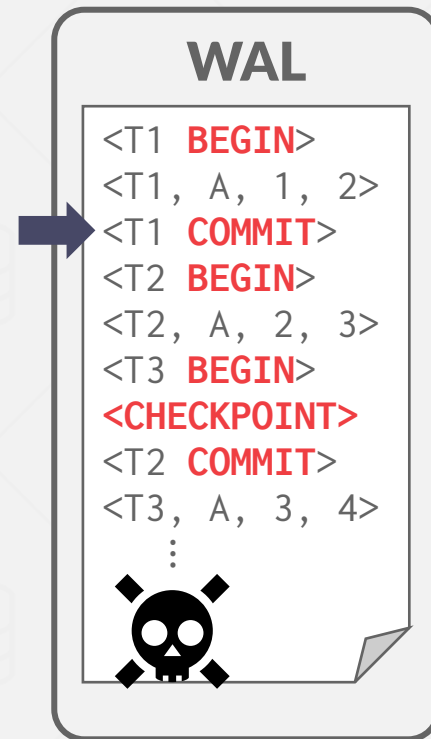 WAL
<T1 BEGIN>
<T1, A, 1, 2>
<T1 COMMIT>
<T2 BEGIN>
<T2, A, 2, 3>
<T3 BEGIN>
<CHECKPOINT>
<T2 COMMIT>
<T3, A, 3, 4>
⋮